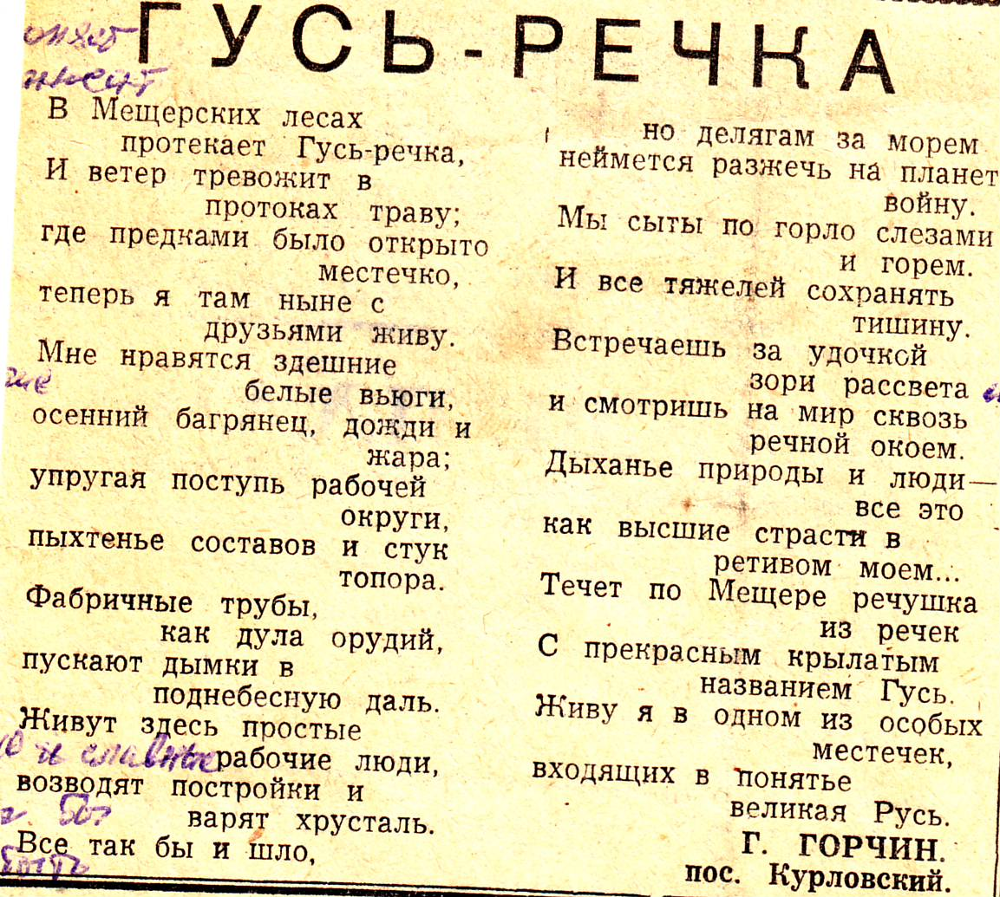 ГУСЬ-РЕЧКА
В Мещерских лесах
протекает Гусь-речка,
И ветер тревожит в
протоках траву;
где предками было открыто
местечко,
теперь я там ныне с
друзьями живу.
Мне нравятся здешние
белые вьюги,
осенний багрянец, дожди и
жара;
упругая поступь рабочей
округи,
пыхтенье составов и стук
топора.
Фабричные трубы,
как дула орудий,
пускают дымки в
поднебесную даль.
Живут здесь простые
и славные рабочие люди,
возводят постройки и
варят хрусталь.
Все так бы и шло,
но делягам за морем
неймется разжечь на планет
войну.
Мы сыты по горло слезами
и горем.
И все тяжелей сохранять
тишину.
Встречаешь за удочкой
зори рассвета
и смотришь на мир сквозь
речной окоем.
Дыханье природы и люди—
все это
как высшие страсти в
ретивом моем...
Течет по Мещере речушка
из речек
С прекрасным крылатым
названием Гусь.
Живу я в одном из особых
местечек,
входящих в понятье
великая Русь.
Г. ГОРЧИН.
пос. Курловский.